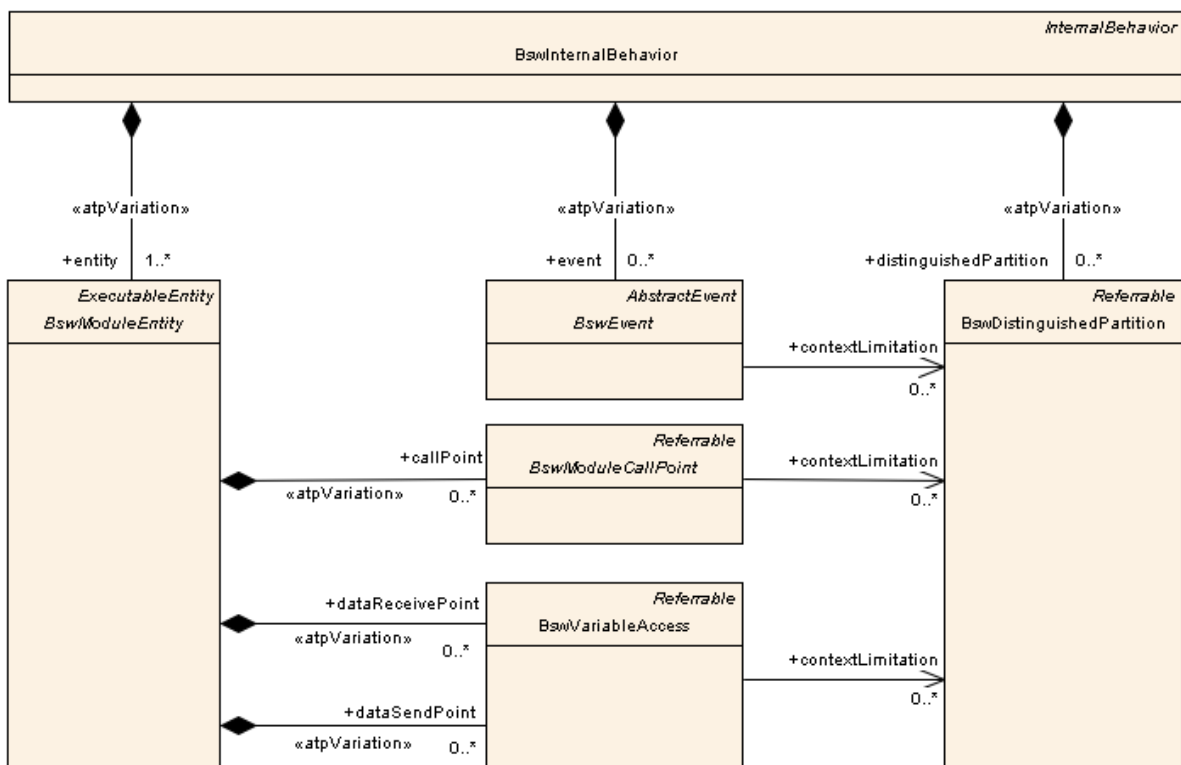 InternalBehavior
BswInternalBehavior
«atpVariation»
«atpVariation»
«atpVariation»
+entity 1..*
+event 0..*
+distinguishedPartition 0..*
ExecutableEntity
BswModuleEntity
AbstractEvent
BswEvent
Referrable
BswDistinguishedPartition
+contextLimitation
0..*
+callPoint
«atpVariation» 0..*
Referrable
BswModuleCallPoint
+contextLimitation
0..*
+dataReceivePoint
«atpVariation» 0..*
Referrable
BswVariableAccess
+contextLimitation
0..*
+dataSendPoint
«atpVariation» 0..*